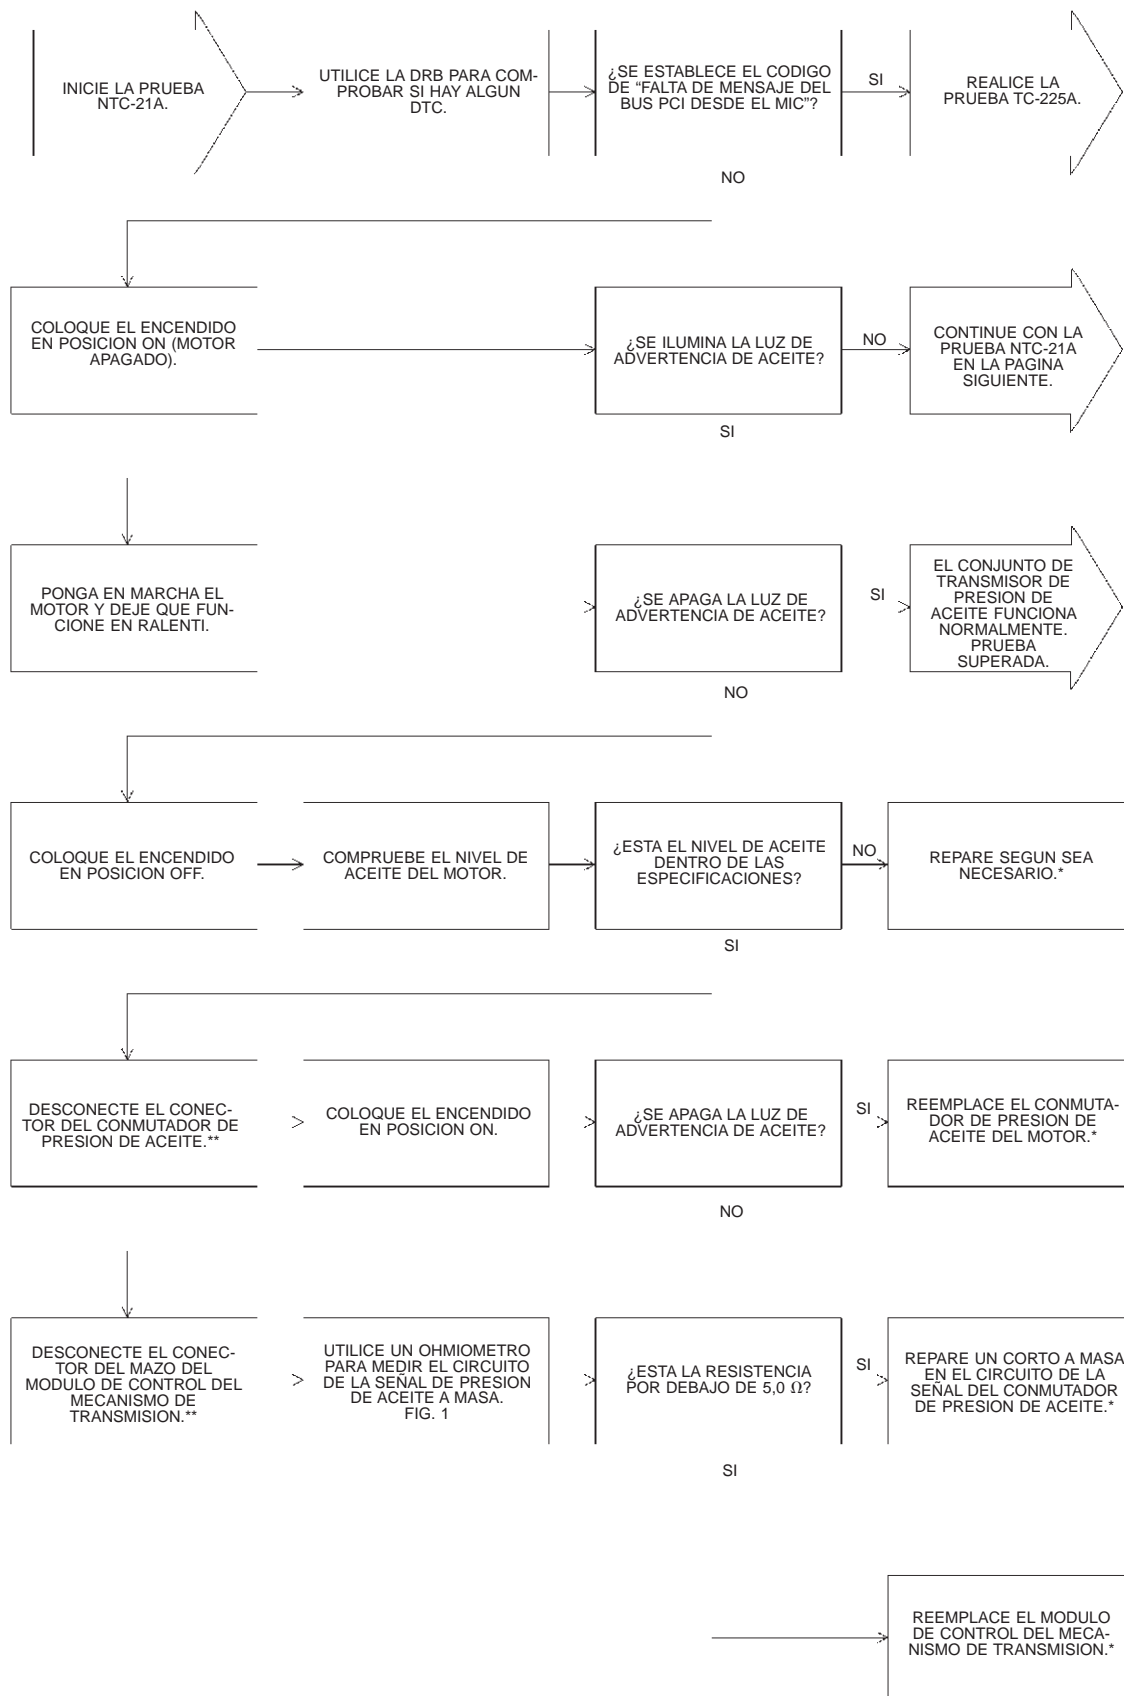 INICIE LA PRUEBA
NTC-21A.
UTILICE LA DRB PARA COM-
PROBAR SI HAY ALGUN
DTC.
¿SE ESTABLECE EL CODIGO
DE “FALTA DE MENSAJE DEL
BUS PCI DESDE EL MIC”?
SI
REALICE LA
PRUEBA TC-225A.
NO
COLOQUE EL ENCENDIDO
EN POSICION ON (MOTOR
APAGADO).
¿SE ILUMINA LA LUZ DE
ADVERTENCIA DE ACEITE?
NO
CONTINUE CON LA
PRUEBA NTC-21A
EN LA PAGINA
SIGUIENTE.
SI
PONGA EN MARCHA EL
MOTOR Y DEJE QUE FUN-
CIONE EN RALENTI.
¿SE APAGA LA LUZ DE
ADVERTENCIA DE ACEITE?
SI
EL CONJUNTO DE
TRANSMISOR DE
PRESION DE
ACEITE FUNCIONA
NORMALMENTE.
PRUEBA
SUPERADA.
NO
COLOQUE EL ENCENDIDO
EN POSICION OFF.
COMPRUEBE EL NIVEL DE
ACEITE DEL MOTOR.
¿ESTA EL NIVEL DE ACEITE
DENTRO DE LAS
ESPECIFICACIONES?
NO
REPARE SEGUN SEA
NECESARIO.*
SI
DESCONECTE EL CONEC-
TOR DEL CONMUTADOR DE
PRESION DE ACEITE.**
COLOQUE EL ENCENDIDO
EN POSICION ON.
¿SE APAGA LA LUZ DE
ADVERTENCIA DE ACEITE?
SI
REEMPLACE EL CONMUTA-
DOR DE PRESION DE
ACEITE DEL MOTOR.*
NO
DESCONECTE EL CONEC-
TOR DEL MAZO DEL
MODULO DE CONTROL DEL
MECANISMO DE
TRANSMISION.**
UTILICE UN OHMIOMETRO
PARA MEDIR EL CIRCUITO
DE LA SEÑAL DE PRESION
DE ACEITE A MASA.
FIG. 1
¿ESTA LA RESISTENCIA
POR DEBAJO DE 5,0 Ω?
SI
REPARE UN CORTO A MASA
EN EL CIRCUITO DE LA
SEÑAL DEL CONMUTADOR
DE PRESION DE ACEITE.*
SI
REEMPLACE EL MODULO
DE CONTROL DEL MECA-
NISMO DE TRANSMISION.*